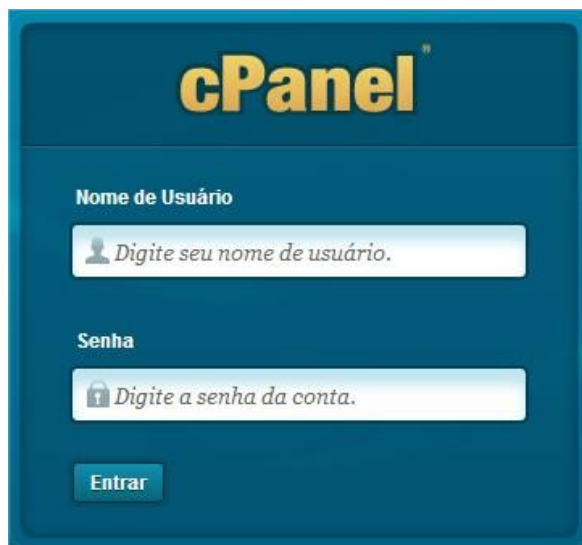 cPanel®
Nome de Usuário
Digite seu nome de usuário.
Senha
Digite a senha da conta.
Entrar